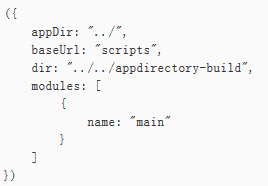 ({
    appDir: "../",
    baseUrl: "scripts",
    dir: "../../appdirectory-build",
    modules: [
        {
            name: "main"
        }
    ]
})